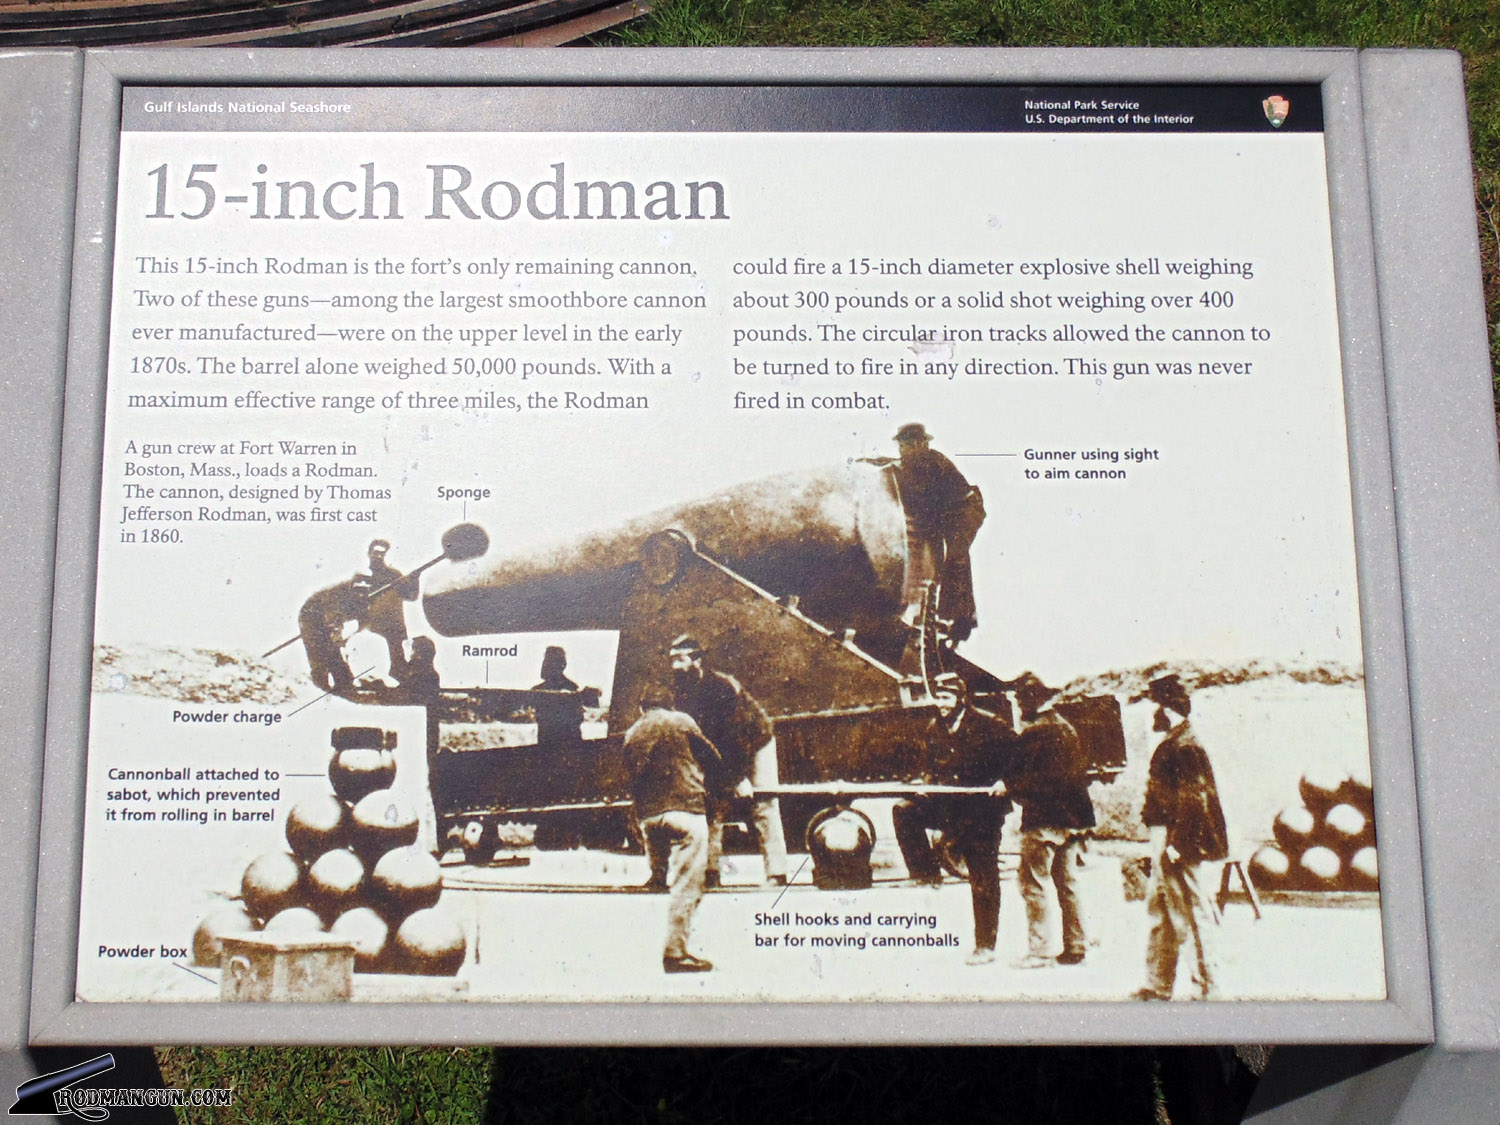 Gulf Islands National Seashore
National Park Service
U.S. Department of the Interior
15-inch Rodman
This 15-inch Rodman is the fort's only remaining cannon.
Two of these guns—among the largest smoothbore cannon
ever manufactured—were on the upper level in the early
1870s. The barrel alone weighed 50,000 pounds. With a
maximum effective range of three miles, the Rodman
could fire a 15-inch diameter explosive shell weighing
about 300 pounds or a solid shot weighing over 400
pounds. The circular iron tracks allowed the cannon to
be turned to fire in any direction. This gun was never
fired in combat.
A gun crew at Fort Warren in
Boston, Mass., loads a Rodman.
The cannon, designed by Thomas
Jefferson Rodman, was first cast
in 1860.
Sponge
Gunner using sight
to aim cannon
Ramrod
Powder charge
Cannonball attached to
sabot, which prevented
it from rolling in barrel
Shell hooks and carrying
bar for moving cannonballs
Powder box
RODMANGUN.COM